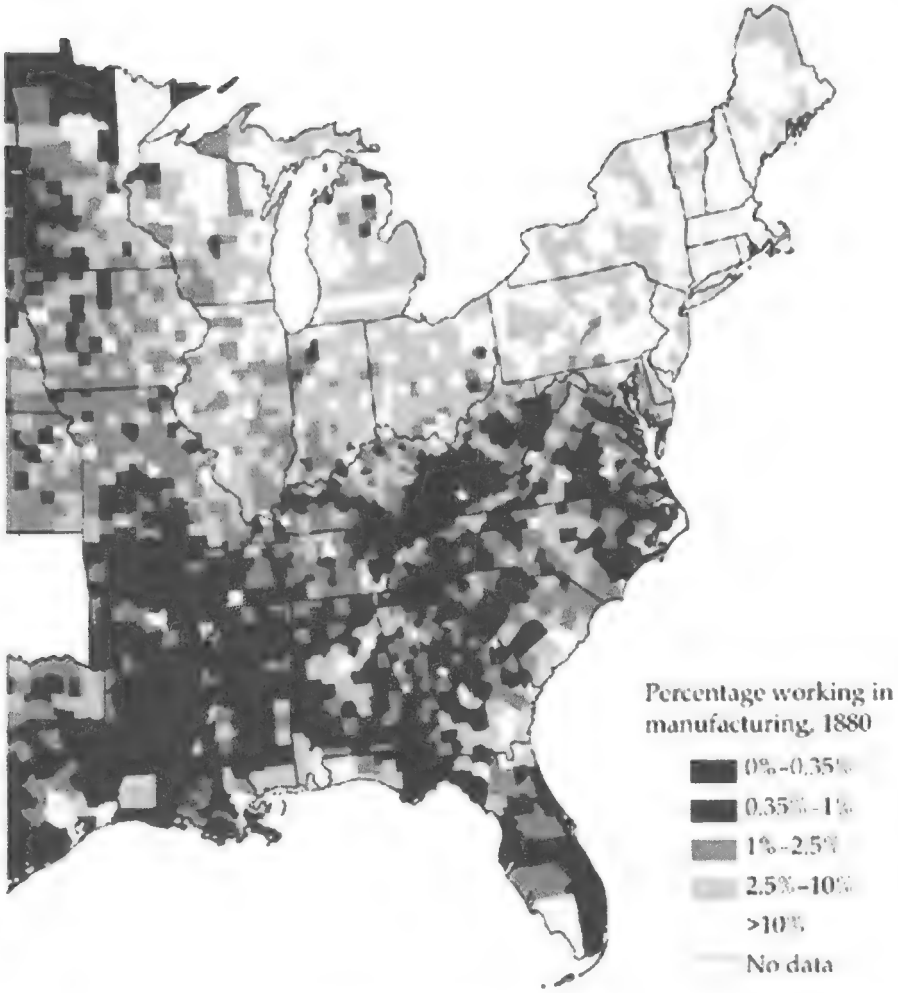 Percentage working in
manufacturing, 1880
0%–0.35%
0.35%–1%
1%–2.5%
2.5%–10%
>10%
No data